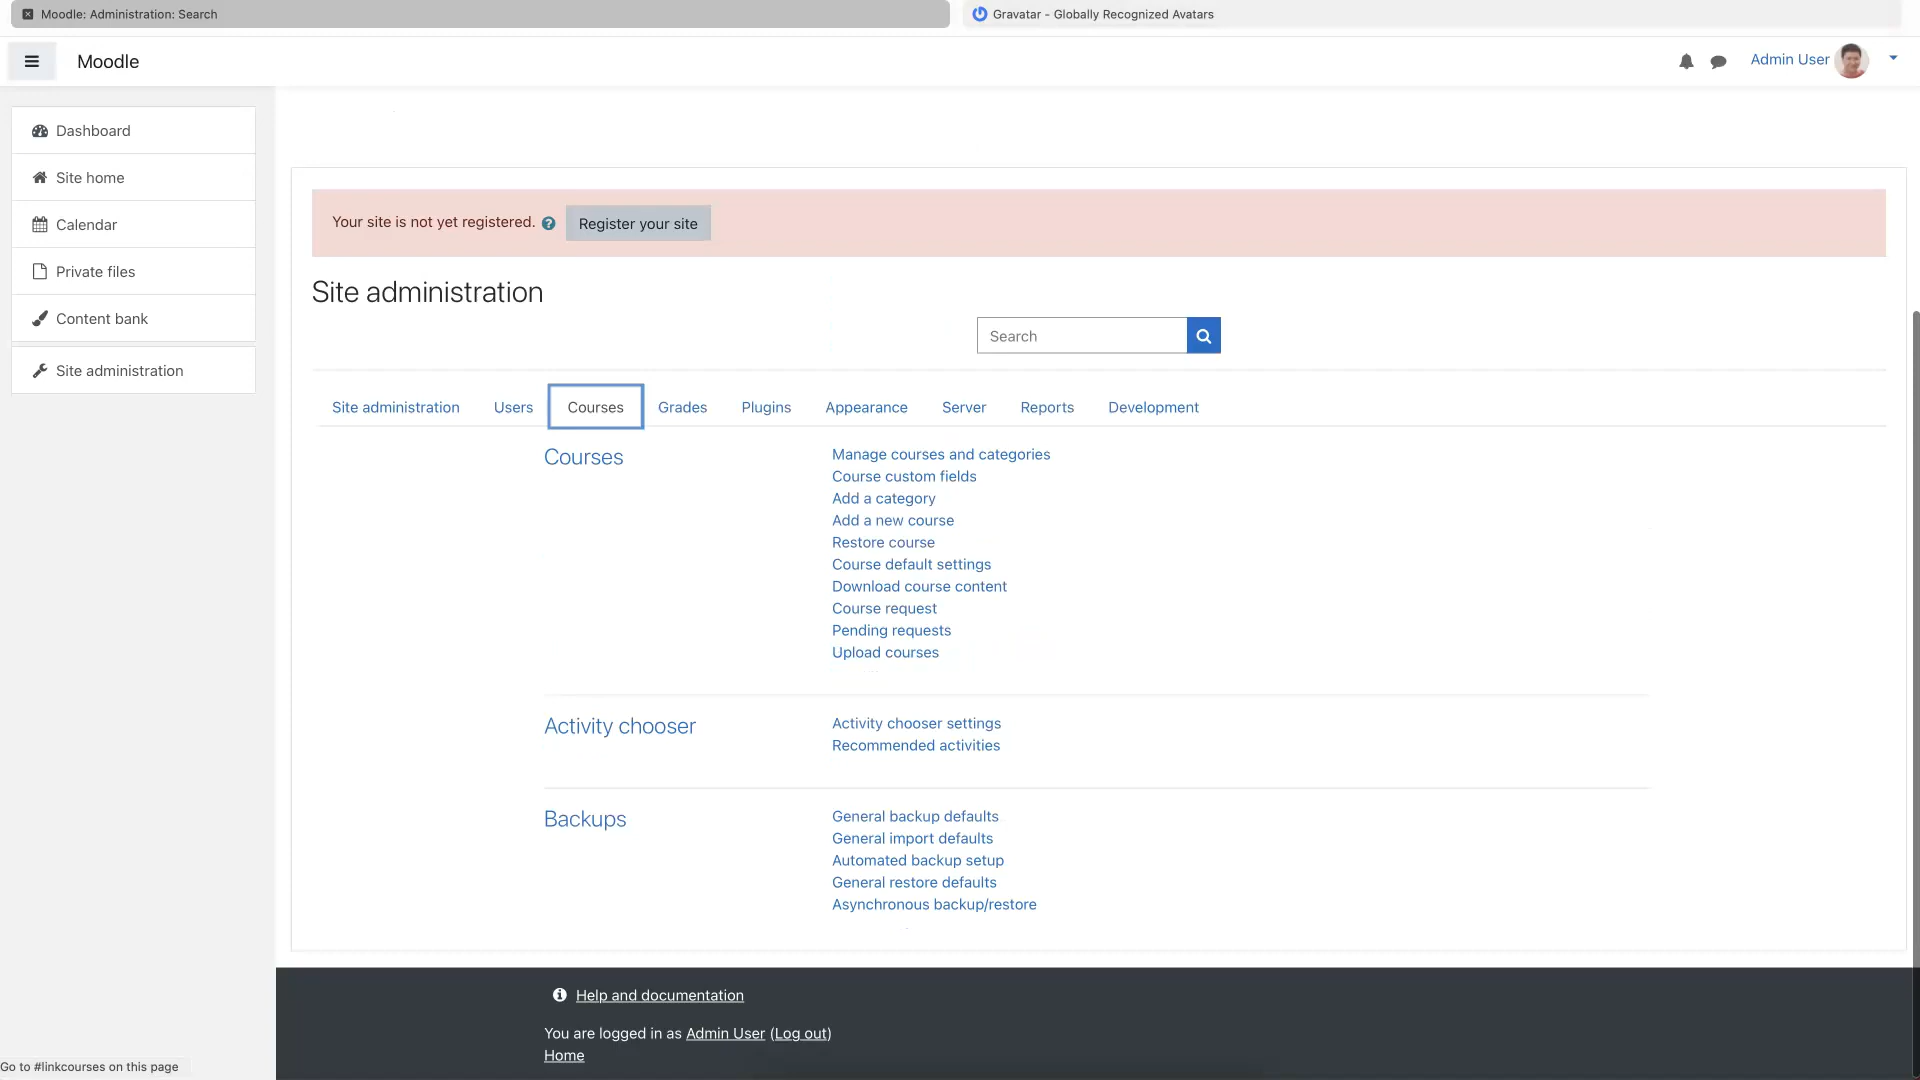 Moodle: Administration: Search
Gravatar - Globally Recognized Avatars
Moodle
Admin User
Dashboard
Site home
Calendar
Private files
Content bank
Site administration
Your site is not yet registered.
Register your site
Site administration
Search
Site administration Users Courses Grades Plugins Appearance Server Reports Development
Courses
Manage courses and categories
Course custom fields
Add a category
Add a new course
Restore course
Course default settings
Download course content
Course request
Pending requests
Upload courses
Activity chooser
Activity chooser settings
Recommended activities
Backups
General backup defaults
General import defaults
Automated backup setup
General restore defaults
Asynchronous backup/restore
Help and documentation
You are logged in as Admin User (Log out)
Home
Go to #linkcourses on this page